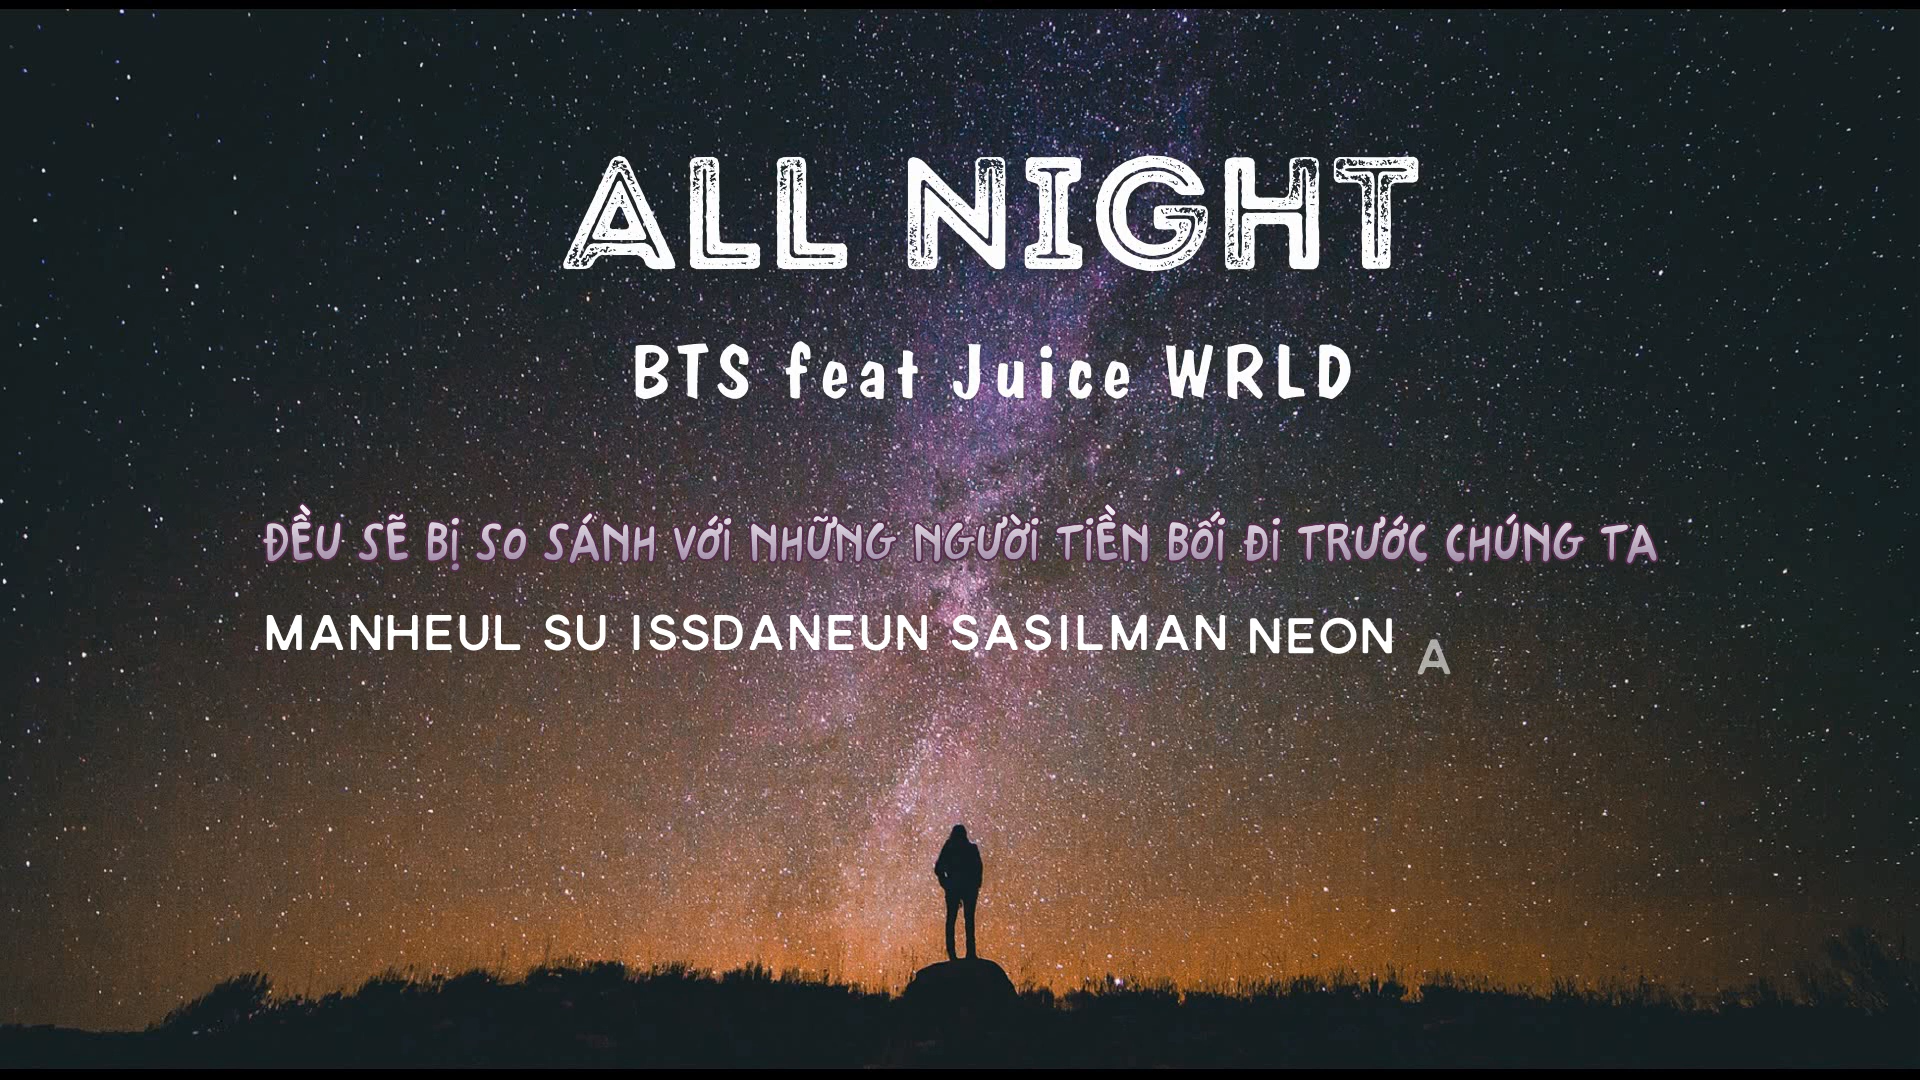 ALL NIGHT
BTS feat Juice WRLD
ĐỀU SẼ BỊ SO SÁNH VỚI NHỮNG NGƯỜI TIỀN BỐI ĐI TRƯỚC CHÚNG TA
MANHEUL SU ISSDANEUN SASILMAN NEON A